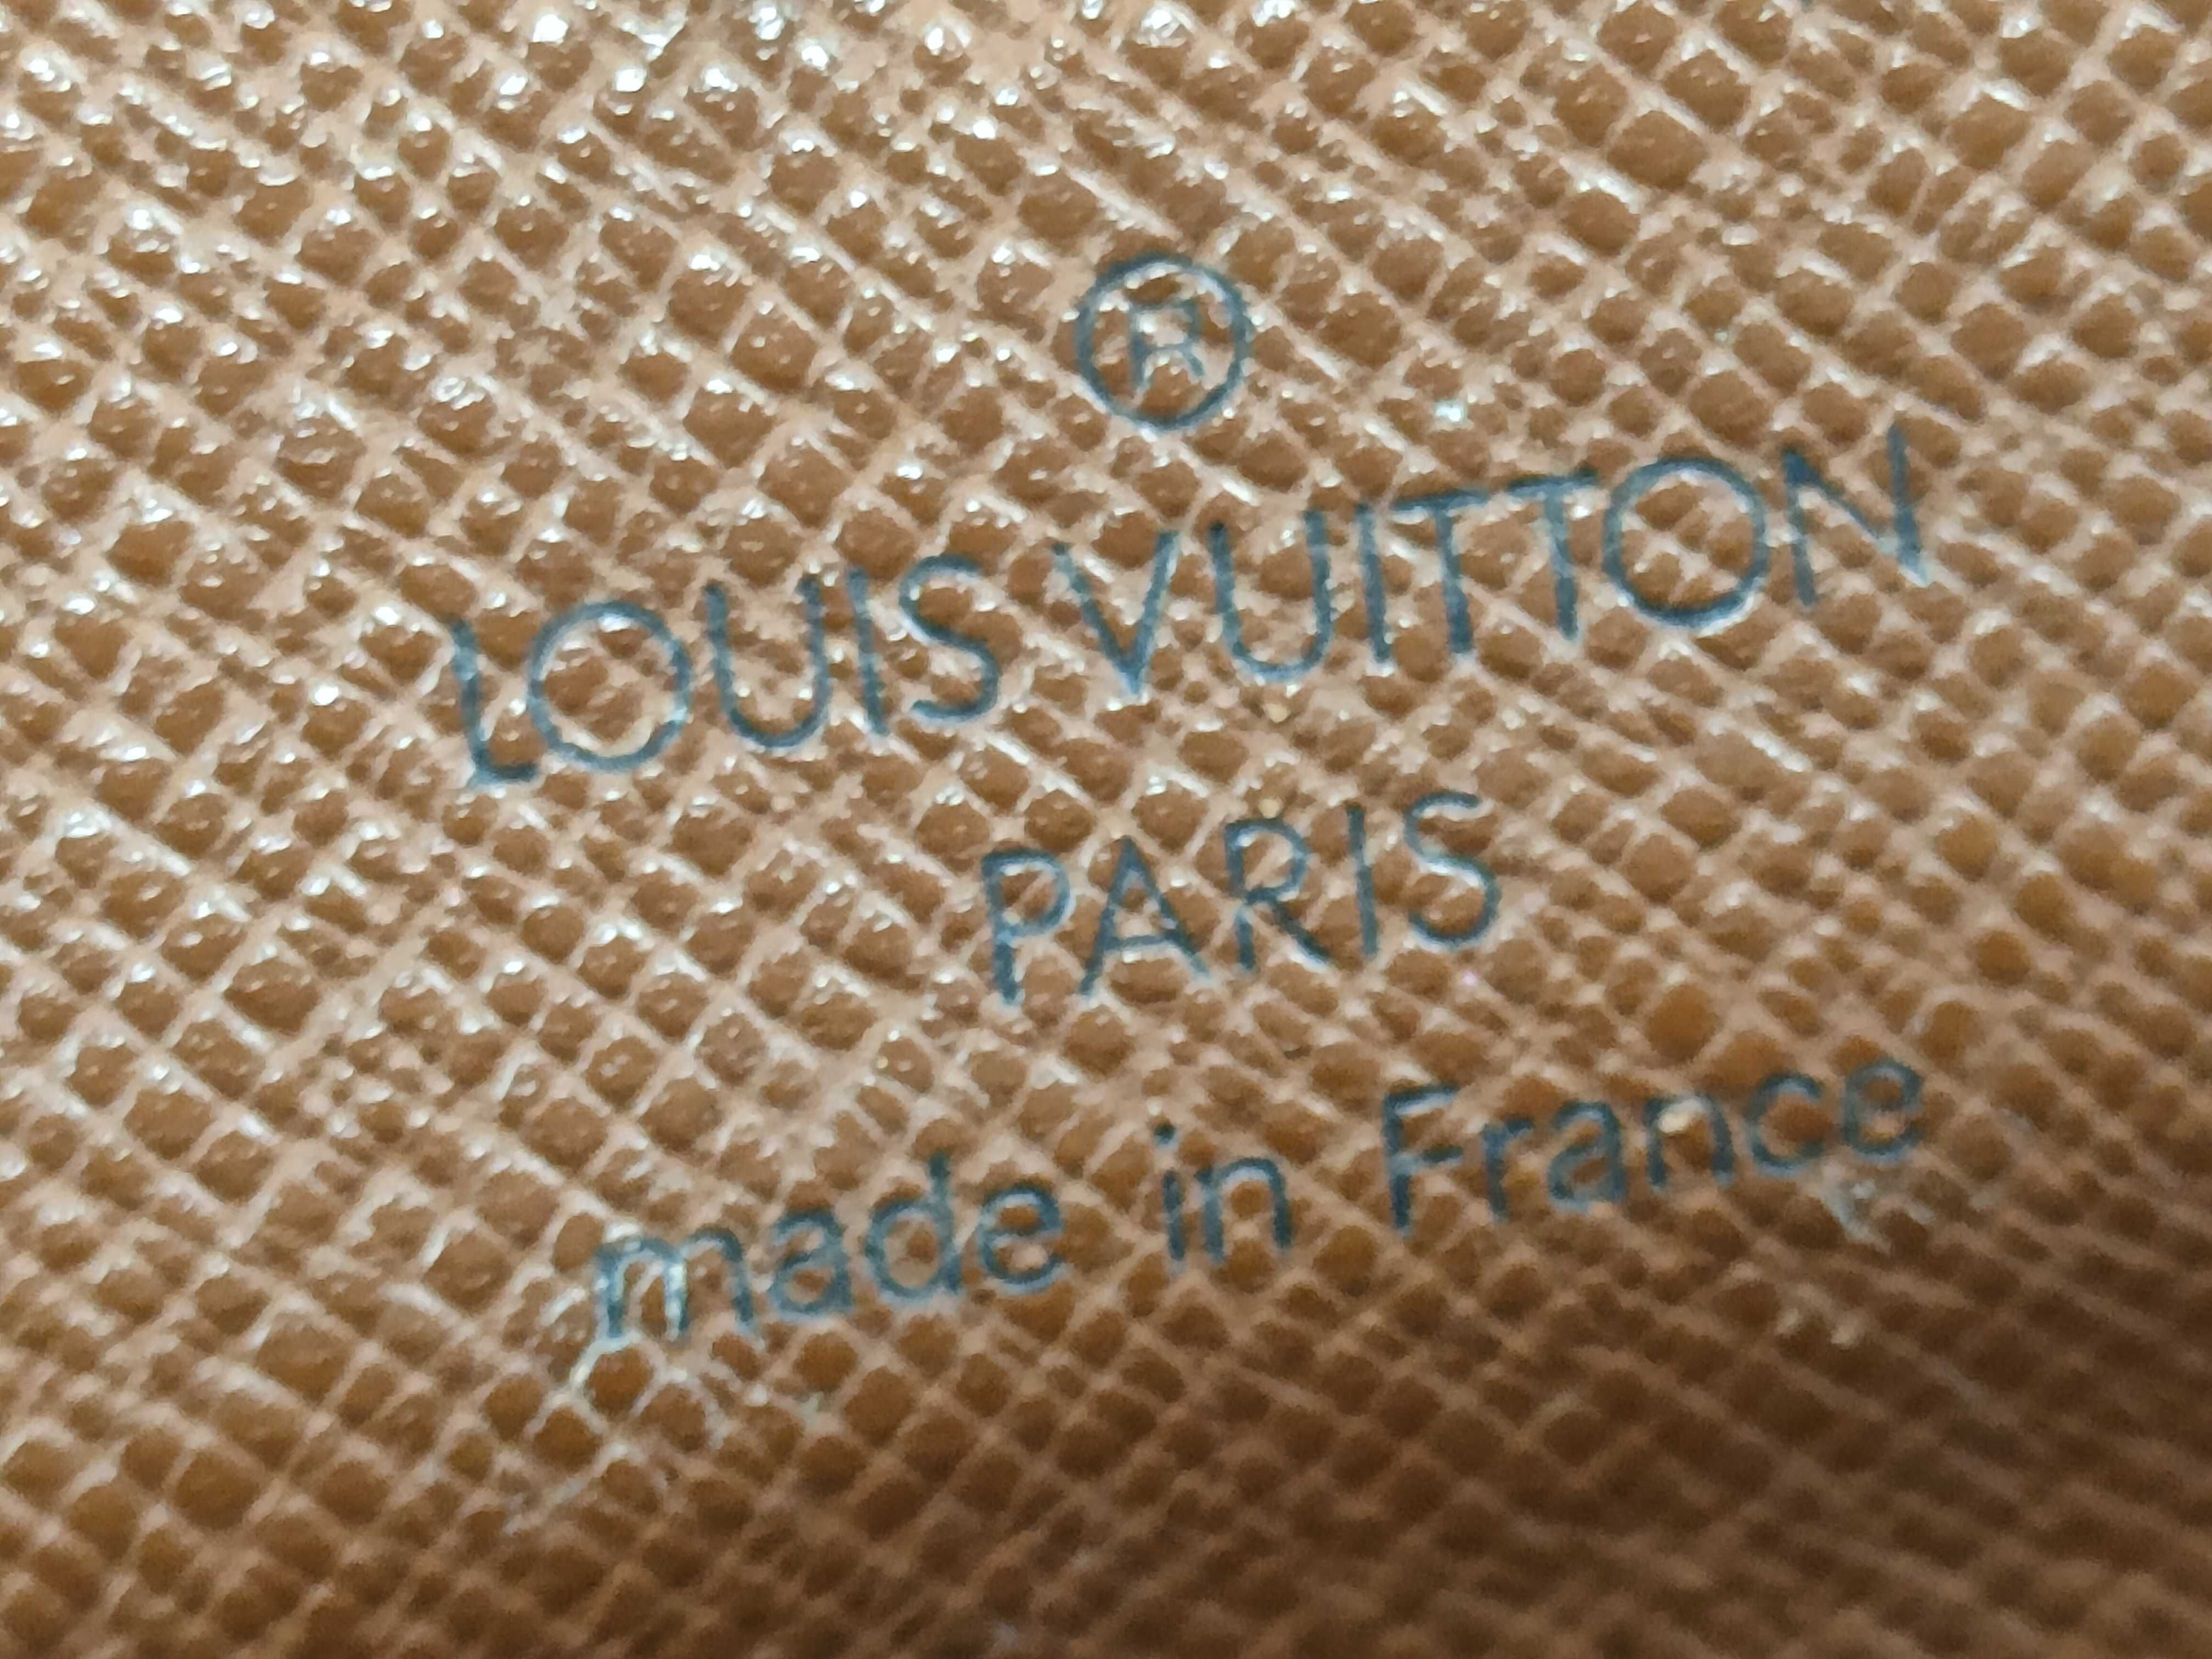 ®
LOUIS VUITTON
PARIS
made in France